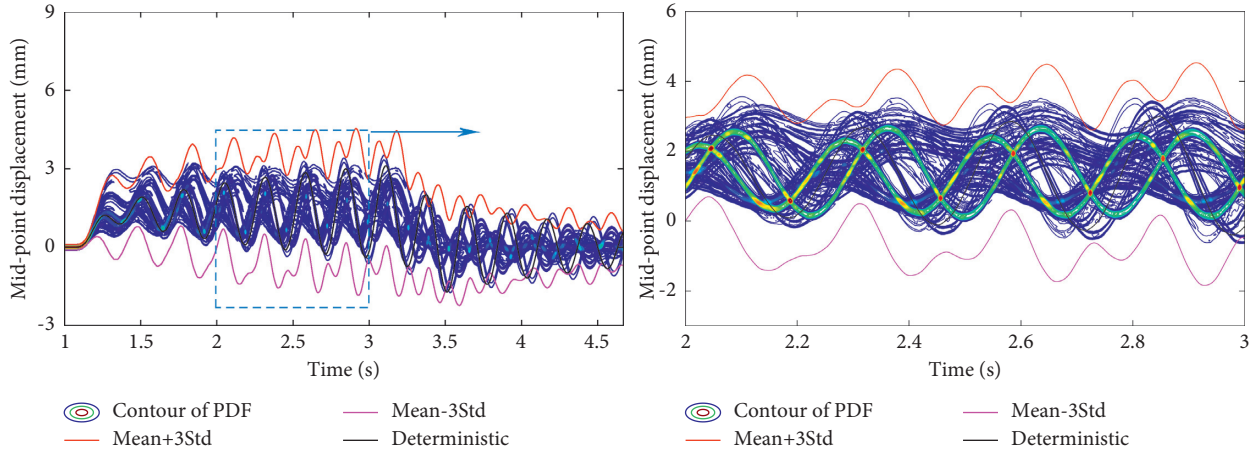 Mid-point displacement (mm)
9
6
3
0
-3
1
1.5
2
2.5
3
3.5
4
4.5
Time (s)
Contour of PDF
Mean+3Std
Mean-3Std
Deterministic
Mid-point displacement (mm)
6
4
2
0
-2
2
2.2
2.4
2.6
2.8
3
Time (s)
Contour of PDF
Mean+3Std
Mean-3Std
Deterministic